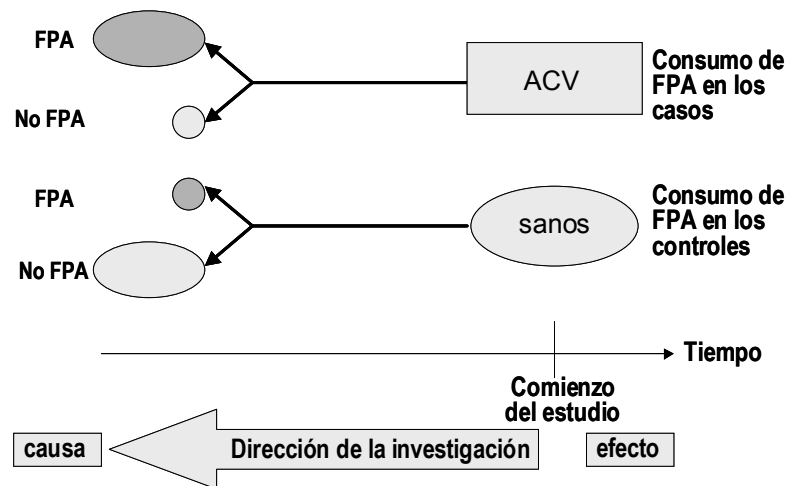 FPA
ACV
Consumo de
FPA en los
casos
No FPA
FPA
sanos
Consumo de
FPA en los
controles
No FPA
Tiempo
Comienzo
del estudio
causa
Dirección de la investigación
efecto